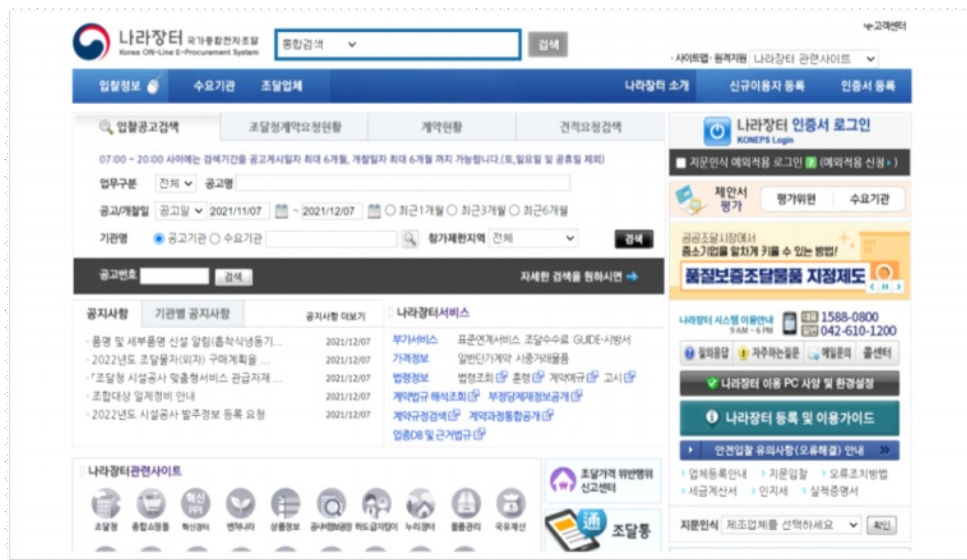 고객센터
나라장터 국가종합전자조달
Korea ON-Line E-Procurement System
통합검색
검색
· 사이트맵 · 원격지원 나라장터 관련사이트
입찰정보 수요기관 조달업체 나라장터 소개 신규이용자 등록 인증서 등록
입찰공고검색 조달청계약요청현황 계약현황 견적요청검색
07:00 ~ 20:00 사이에는 검색기간을 공고게시일자 최대 6개월, 개찰일자 최대 6개월 까지 가능합니다.(토,일요일 및 공휴일 제외)
업무구분 전체 공고명
공고/개찰일 공고일 2021/11/07 ~ 2021/12/07 최근1개월 최근3개월 최근6개월
기관명 공고기관 수요기관 참가제한지역 전체 검색
공고번호 검색 자세한 검색을 원하시면
공지사항 기관별 공지사항 공지사항 더보기
· 품명 및 세부품명 신설 알림(흡착식냉동기... 2021/12/07
· 2022년도 조달물자(외자) 구매계획을 ... 2021/12/07
· 「조달청 시설공사 맞춤형서비스 관급자재 ... 2021/12/07
· 조합대상 일제정비 안내 2021/12/07
· 2022년도 시설공사 발주정보 등록 요청 2021/12/07
나라장터서비스
부가서비스 표준연계서비스 조달수수료 GUIDE·시방서
가격정보 일반단가계약 시중거래물품
법령정보 법령조회 훈령 계약예규 고시
계약법규 해석조회 부정당제재정보공개
계약규정검색 계약과정통합공개
업종DB 및 근거법규
나라장터관련사이트
조달청 종합쇼핑몰 혁신장터 벤처나라 상품정보 공사정보광장 하도급지킴이 누리장터 물품관리 국유재산
혁신
PPI
조달가격 위반행위
신고센터
통
조달통
나라장터 인증서 로그인
KONEPS Login
지문인식 예외적용 로그인 ? (예외적용 신청 )
제안서
평가
평가위원 수요기관
공공조달시장에서
중소기업을 알차게 키울 수 있는 방법!
품질보증조달물품 지정제도
나라장터 시스템 이용안내
9 AM ~ 6 PM
1588-0800
042-610-1200
질의응답 자주하는질문 메일문의 콜센터
나라장터 이용 PC 사양 및 환경설정
나라장터 등록 및 이용가이드
안전입찰 유의사항(오류해결) 안내
업체등록안내 지문입찰 오류조치방법
세금계산서 인지세 실적증명서
지문인식 제조업체를 선택하세요 확인